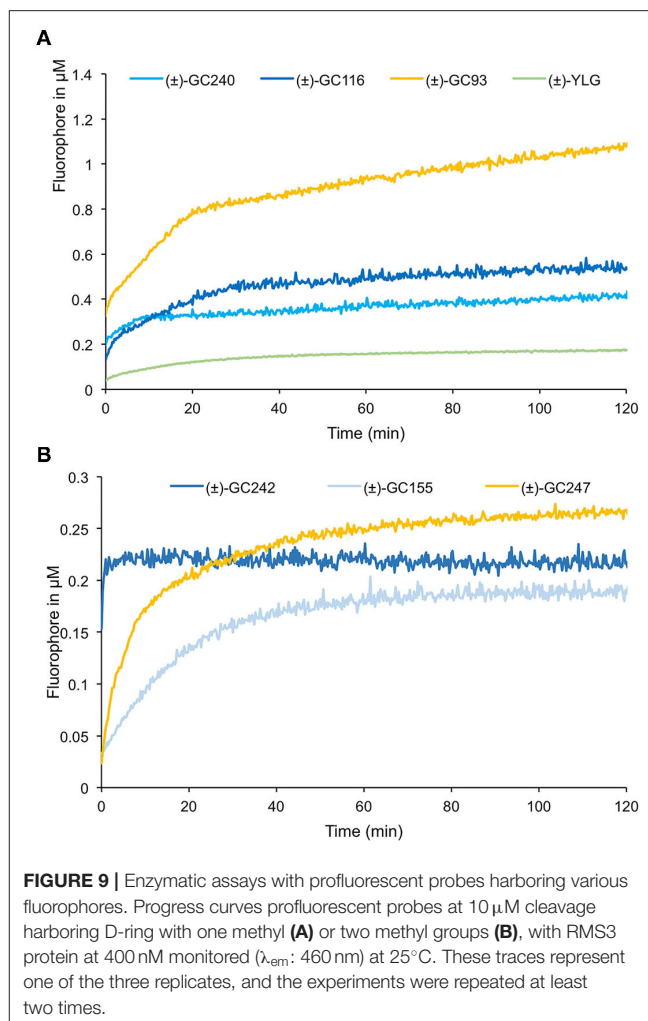 A
(±)-GC240 (±)-GC116 (±)-GC93 (±)-YLG
Fluorophore in µM
1.4
1.2
1
0.8
0.6
0.4
0.2
0
0 20 40 60 80 100 120
Time (min)
B
(±)-GC242 (±)-GC155 (±)-GC247
Fluorophore in µM
0.3
0.25
0.2
0.15
0.1
0.05
0
0 20 40 60 80 100 120
Time (min)
FIGURE 9 | Enzymatic assays with profluorescent probes harboring various
fluorophores. Progress curves profluorescent probes at 10 µM cleavage
harboring D-ring with one methyl (A) or two methyl groups (B), with RMS3
protein at 400 nM monitored (λem: 460 nm) at 25°C. These traces represent
one of the three replicates, and the experiments were repeated at least
two times.